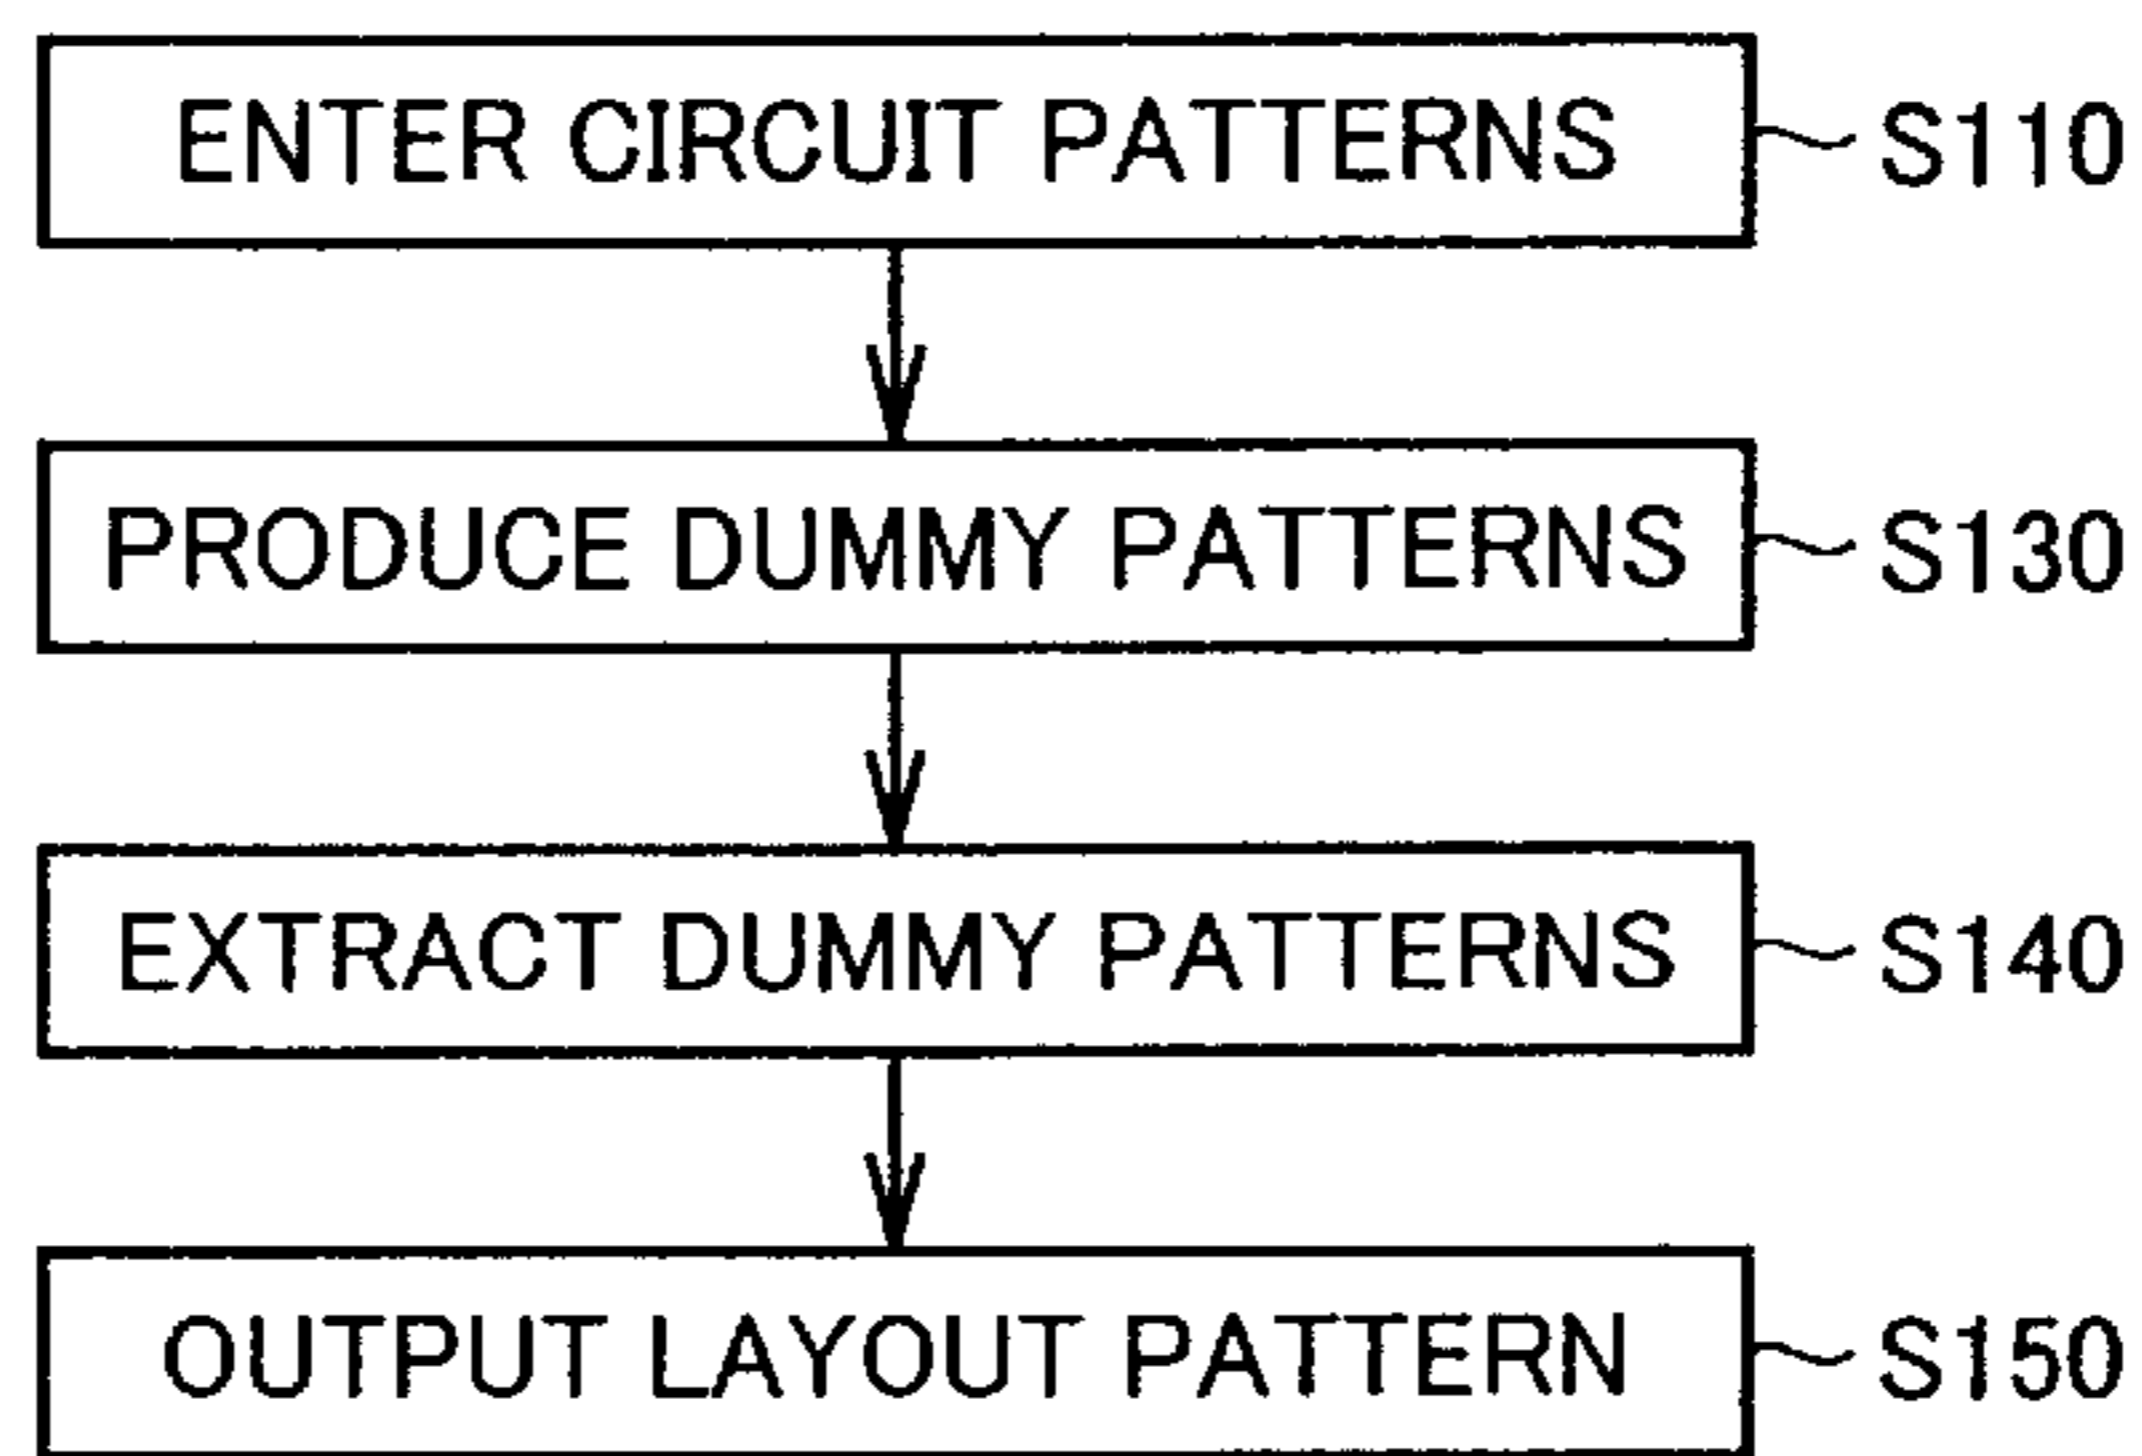 ENTER CIRCUIT PATTERNS S110
PRODUCE DUMMY PATTERNS S130
EXTRACT DUMMY PATTERNS S140
OUTPUT LAYOUT PATTERN S150